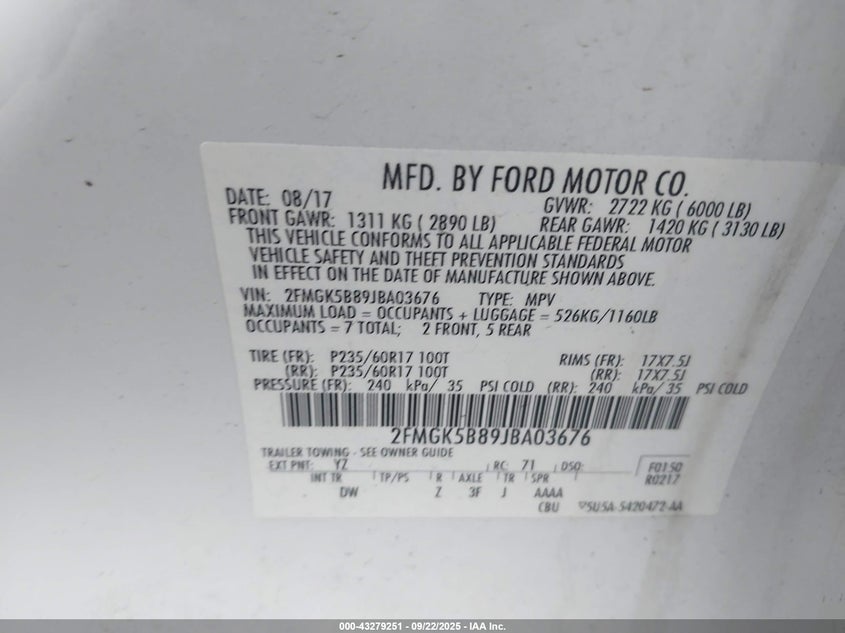 MFD. BY FORD MOTOR CO.
DATE: 08/17 GVWR: 2722 KG ( 6000 LB)
FRONT GAWR: 1311 KG ( 2890 LB) REAR GAWR: 1420 KG ( 3130 LB)
THIS VEHICLE CONFORMS TO ALL APPLICABLE FEDERAL MOTOR
VEHICLE SAFETY AND THEFT PREVENTION STANDARDS
IN EFFECT ON THE DATE OF MANUFACTURE SHOWN ABOVE.
VIN: 2FMGK5B89JBA03676 TYPE: MPV
MAXIMUM LOAD = OCCUPANTS + LUGGAGE = 526KG/1160LB
OCCUPANTS = 7 TOTAL; 2 FRONT, 5 REAR
TIRE (FR): P235/60R17 100T RIMS (FR): 17X7.5J
(RR): P235/60R17 100T (RR): 17X7.5J
PRESSURE (FR): 240 kPa/ 35 PSI COLD (RR): 240 kPa/ 35 PSI COLD
2FMGK5B89JBA03676
TRAILER TOWING - SEE OWNER GUIDE
EXT PNT: YZ RC: 71 DSO: F0150
INT TR TP/PS R AXLE TR SPR R0217
DW Z 3F J AAAA
CBU 5U5A-5420472-AA
000-43279251 - 09/22/2025 - IAA Inc.